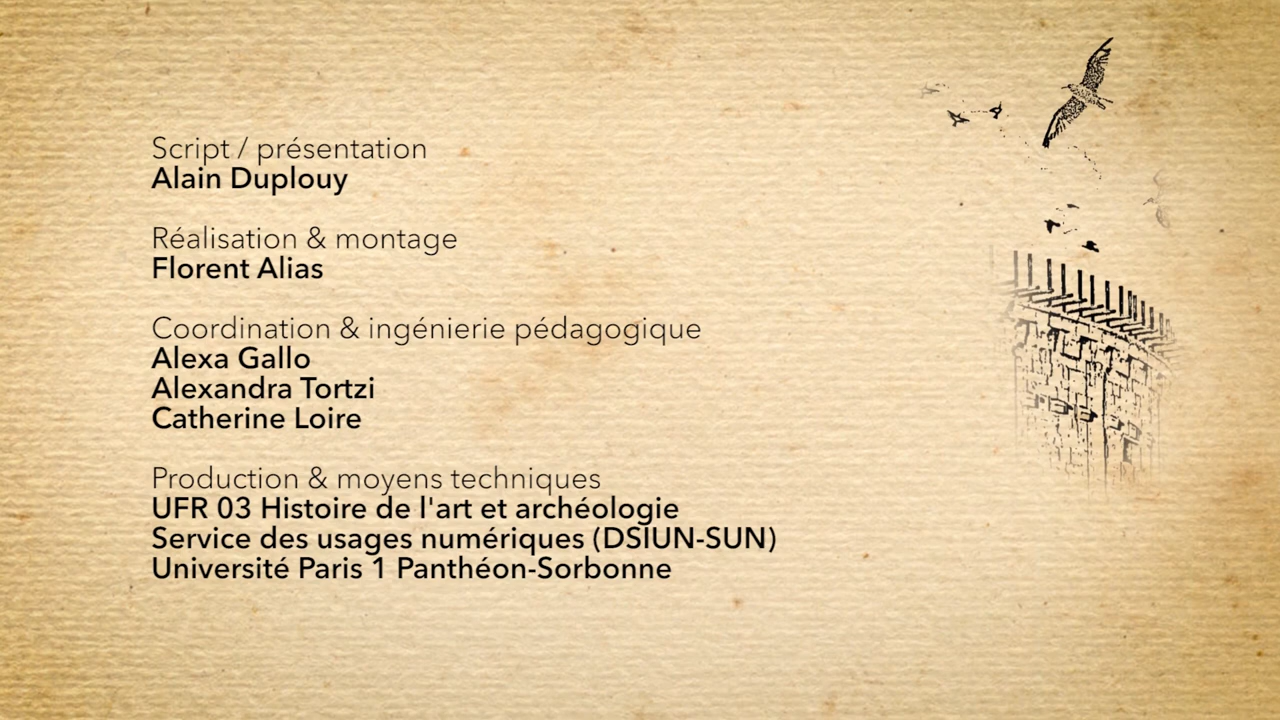 Script / présentation
Alain Duplouy
Réalisation & montage
Florent Alias
Coordination & ingénierie pédagogique
Alexa Gallo
Alexandra Tortzi
Catherine Loire
Production & moyens techniques
UFR 03 Histoire de l'art et archéologie
Service des usages numériques (DSIUN-SUN)
Université Paris 1 Panthéon-Sorbonne